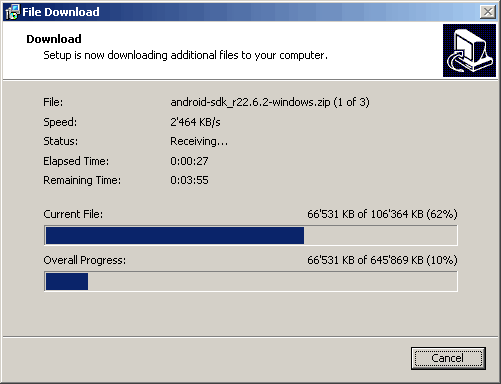 File Download
Download
Setup is now downloading additional files to your computer.
File: android-sdk_r22.6.2-windows.zip (1 of 3)
Speed: 2'464 KB/s
Status: Receiving...
Elapsed Time: 0:00:27
Remaining Time: 0:03:55
Current File: 66'531 KB of 106'364 KB (62%)
Overall Progress: 66'531 KB of 645'869 KB (10%)
Cancel